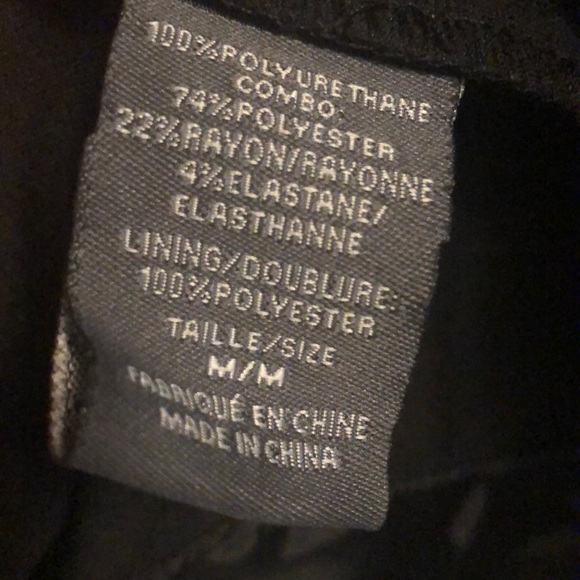 100%POLYURETHANE
COMBO:
74%POLYESTER
22%RAYON/RAYONNE
4%ELASTANE/
ELASTHANNE
LINING/DOUBLURE:
100%POLYESTER
TAILLE/SIZE
M/M
FABRIQUÉ EN CHINE
MADE IN CHINA